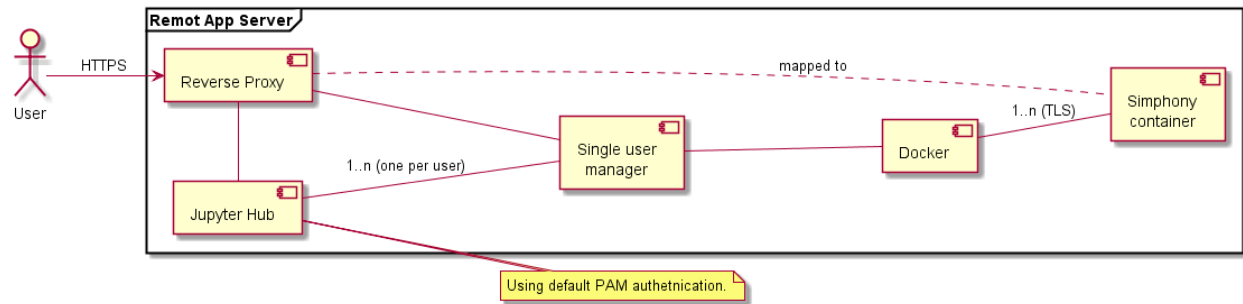 Remot App Server
HTTPS
User
Reverse Proxy
mapped to
Simphony
container
1..n (TLS)
Single user
manager
Docker
1..n (one per user)
Jupyter Hub
Using default PAM authetnication.